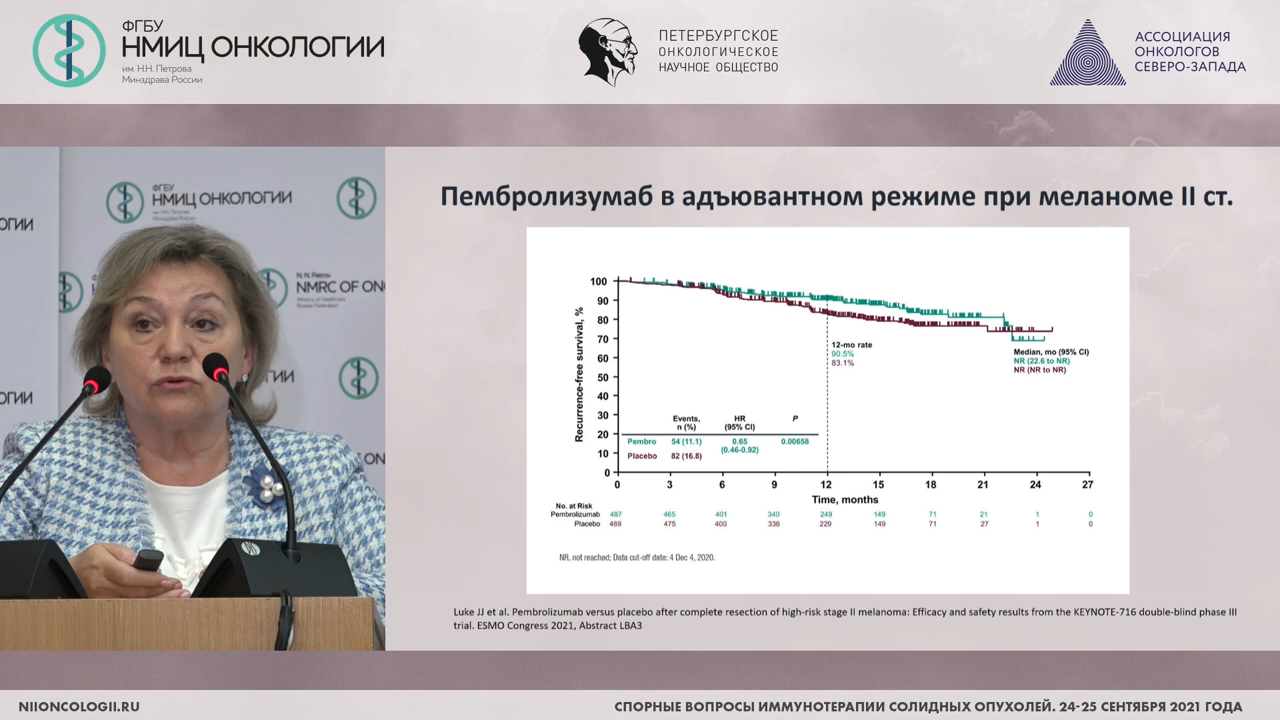 ФГБУ
НМИЦ ОНКОЛОГИИ
им. Н.Н. Петрова
Минздрава России
ПЕТЕРБУРГСКОЕ
ОНКОЛОГИЧЕСКОЕ
НАУЧНОЕ ОБЩЕСТВО
АССОЦИАЦИЯ
ОНКОЛОГОВ
СЕВЕРО-ЗАПАДА
ФГБУ
НМИЦ ОНКОЛОГИИ
ОГИИ
N.N. Petrov
NMRC OF ON
ОГИИ
Пембролизумаб в адъювантном режиме при меланоме II ст.
Recurrence-free survival, %
100
90
80
70
60
50
40
30
20
10
0
12-mo rate
90.5%
83.1%
Median, mo (95% CI)
NR (22.6 to NR)
NR (NR to NR)
Events, n (%) HR (95% CI) P
Pembro 54 (11.1) 0.65 (0.46-0.92) 0.00658
Placebo 82 (16.8)
0 3 6 9 12 15 18 21 24 27
Time, months
No. at Risk
Pembrolizumab 487 465 401 340 249 149 71 21 1 0
Placebo 489 475 400 336 229 149 71 27 1 0
NR, not reached; Data cut-off date: 4 Dec 4, 2020.
Luke JJ et al. Pembrolizumab versus placebo after complete resection of high-risk stage II melanoma: Efficacy and safety results from the KEYNOTE-716 double-blind phase III
trial. ESMO Congress 2021, Abstract LBA3
NIIONCOLOGII.RU
СПОРНЫЕ ВОПРОСЫ ИММУНОТЕРАПИИ СОЛИДНЫХ ОПУХОЛЕЙ. 24-25 СЕНТЯБРЯ 2021 ГОДА